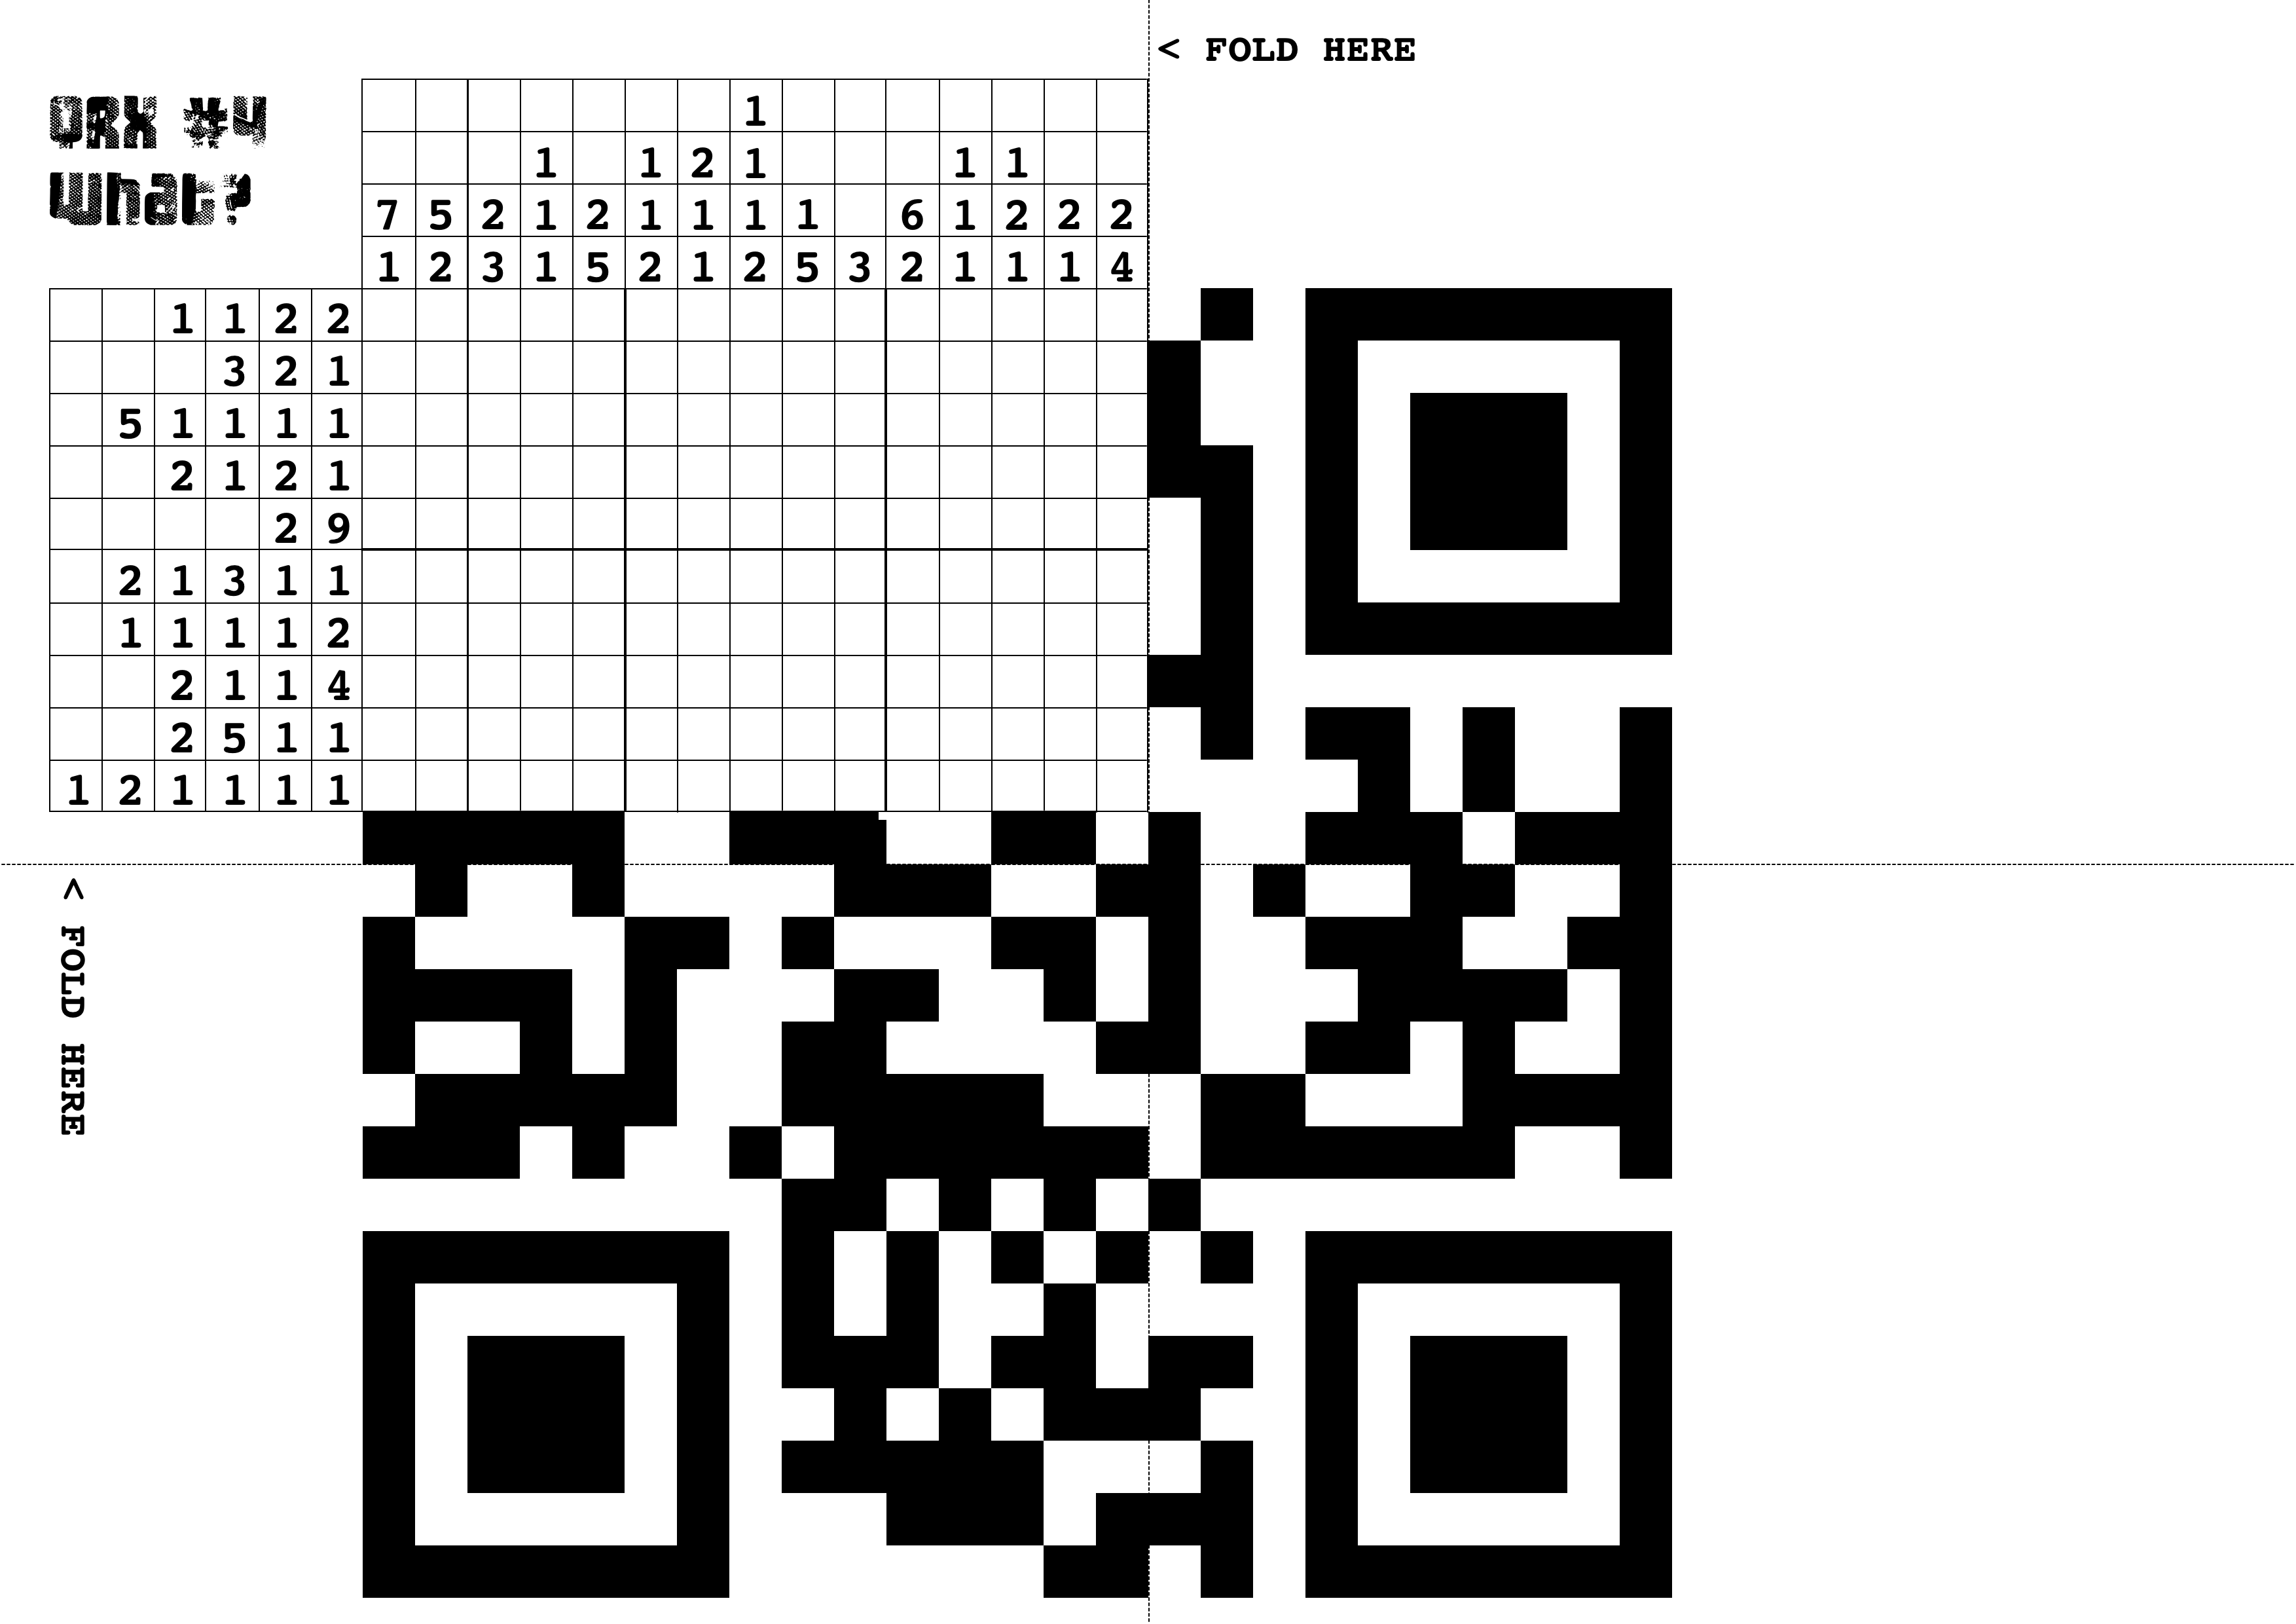 < FOLD HERE
QRX #4
What?
1
1 1 2 1 1 1
7 5 2 1 2 1 1 1 1 6 1 2 2 2
1 2 3 1 5 2 1 2 5 3 2 1 1 1 4
1 1 2 2
3 2 1
5 1 1 1 1
2 1 2 1
2 9
2 1 3 1 1
1 1 1 1 2
2 1 1 4
2 5 1 1
1 2 1 1 1 1
< FOLD HERE